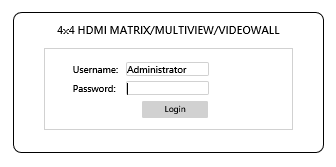 4x4 HDMI MATRIX/MULTIVIEW/VIDEOWALL
Username: Administrator
Password:
Login